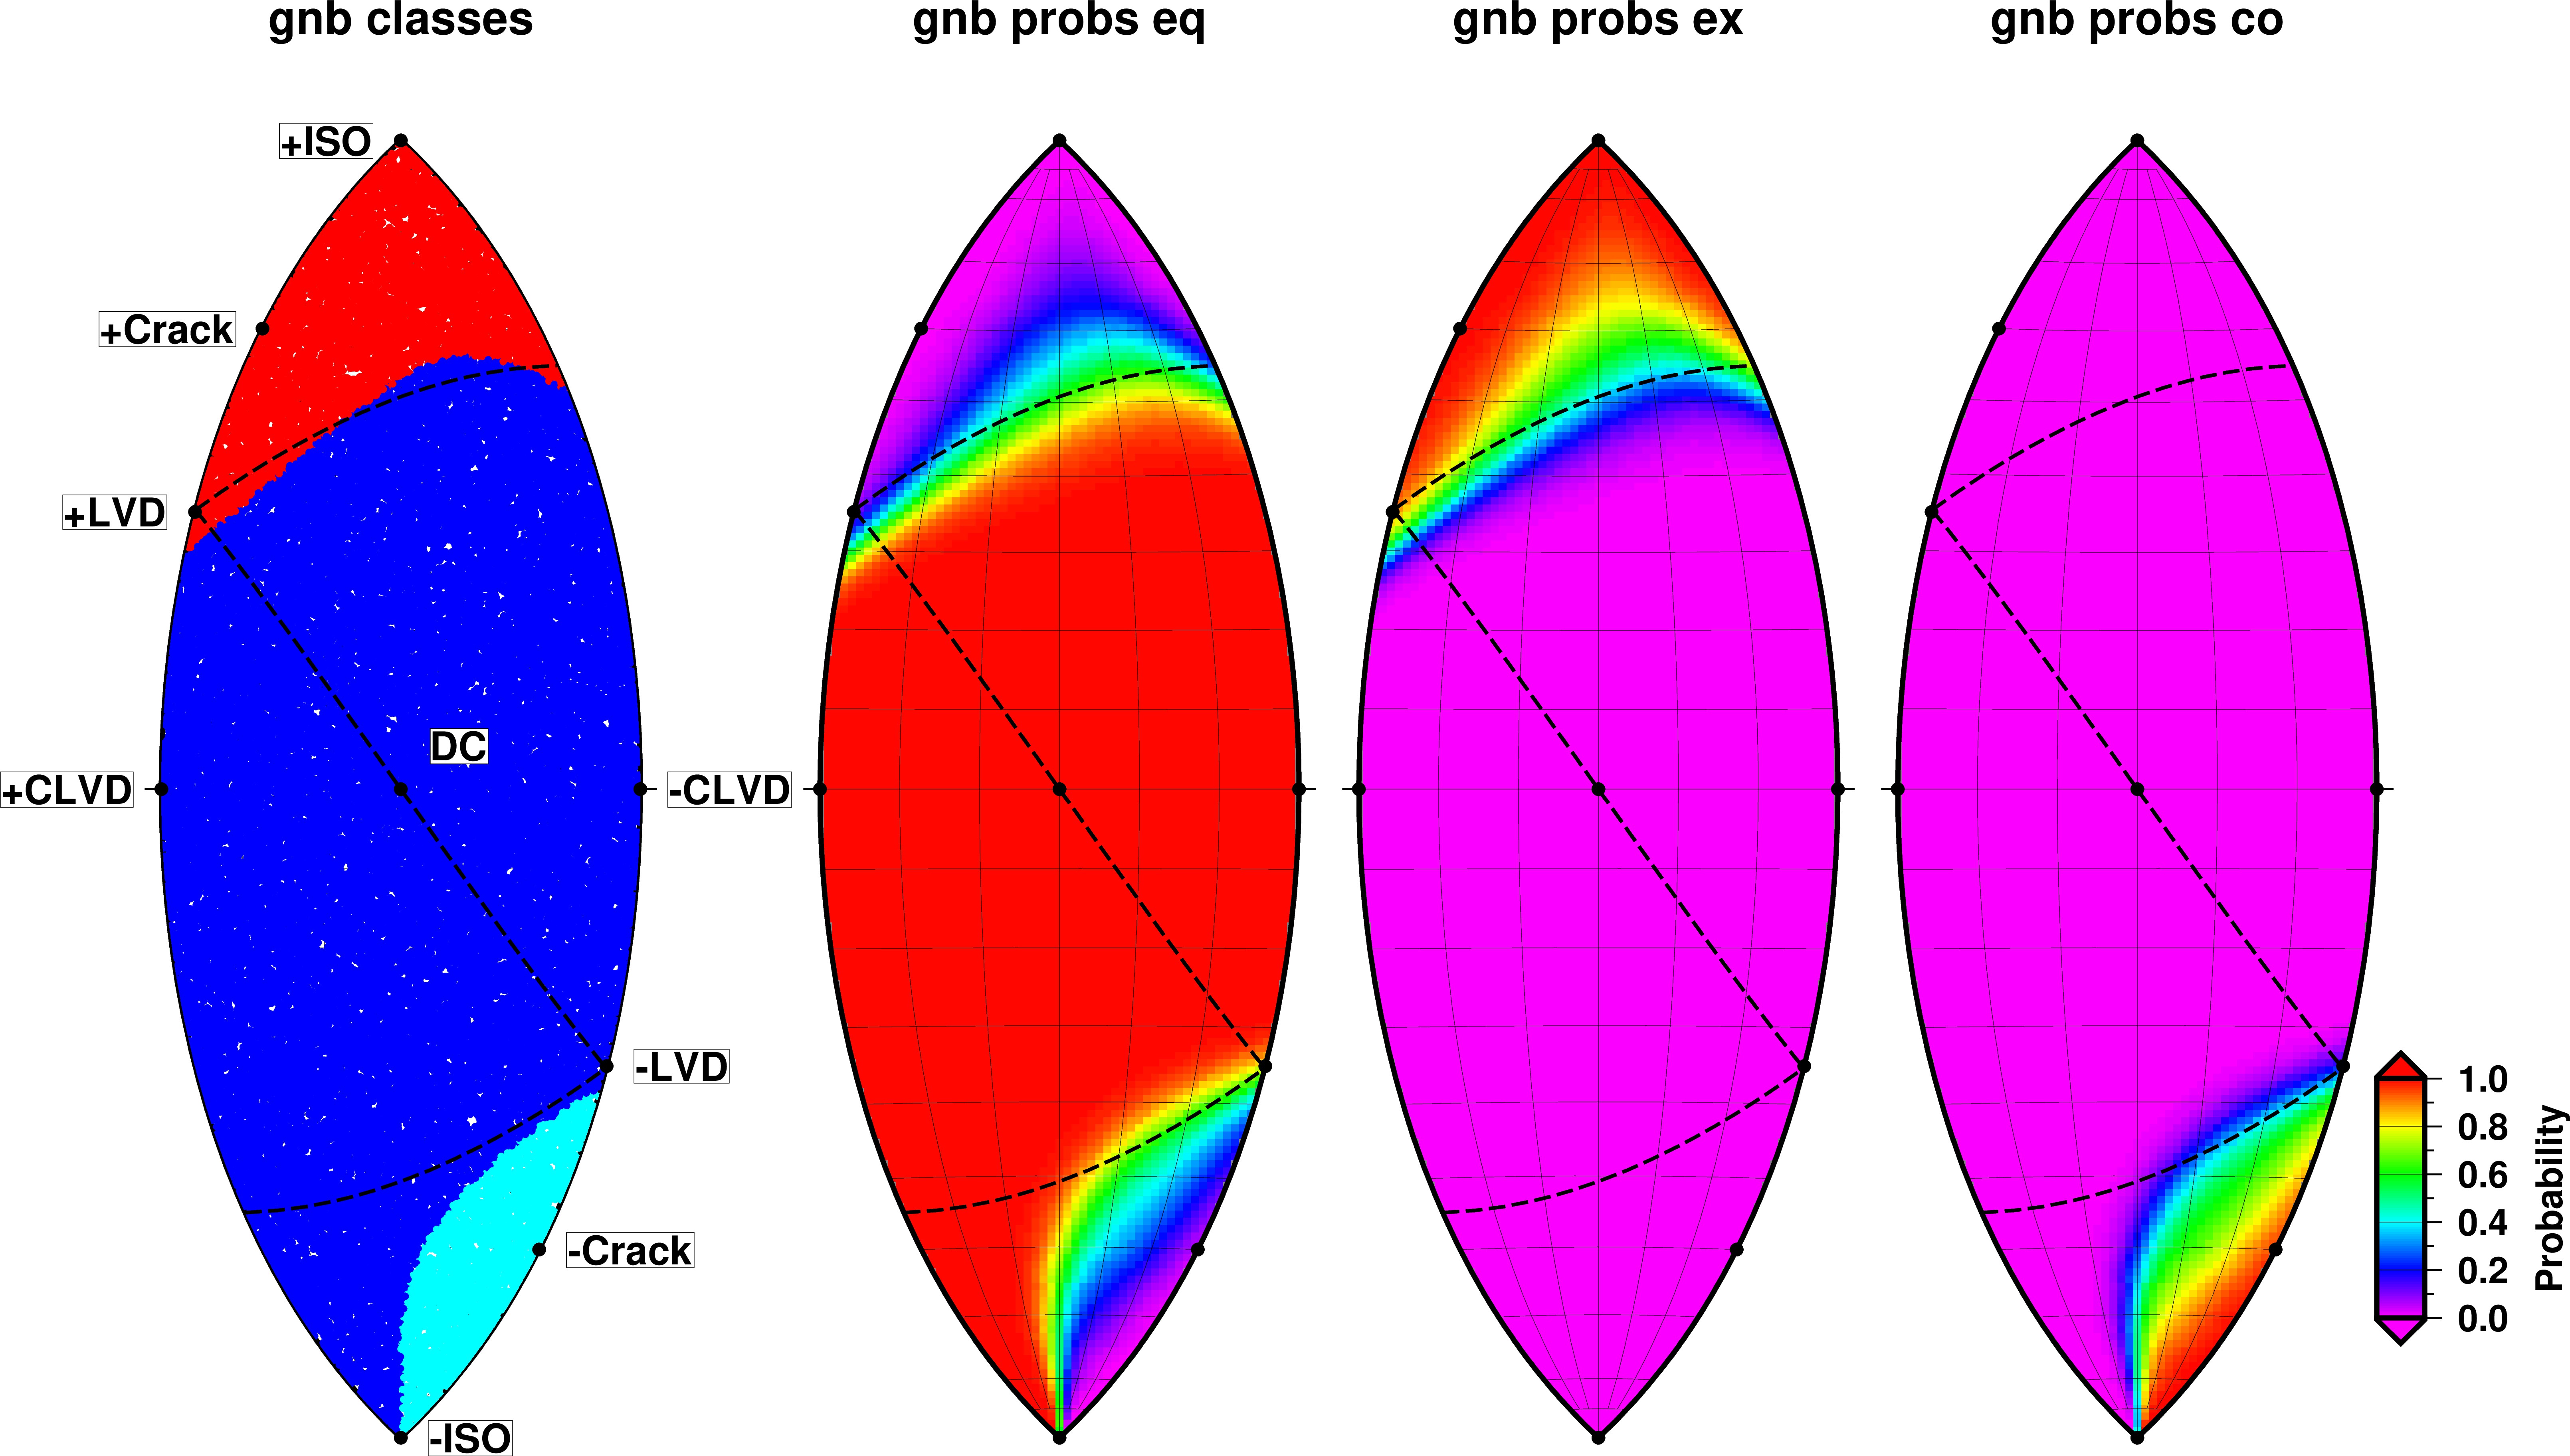 gnb classes
gnb probs eq
gnb probs ex
gnb probs co
+ISO
+Crack
+LVD
DC
+CLVD
-CLVD
-LVD
-Crack
-ISO
1.0
0.8
0.6
0.4
0.2
0.0
Probability